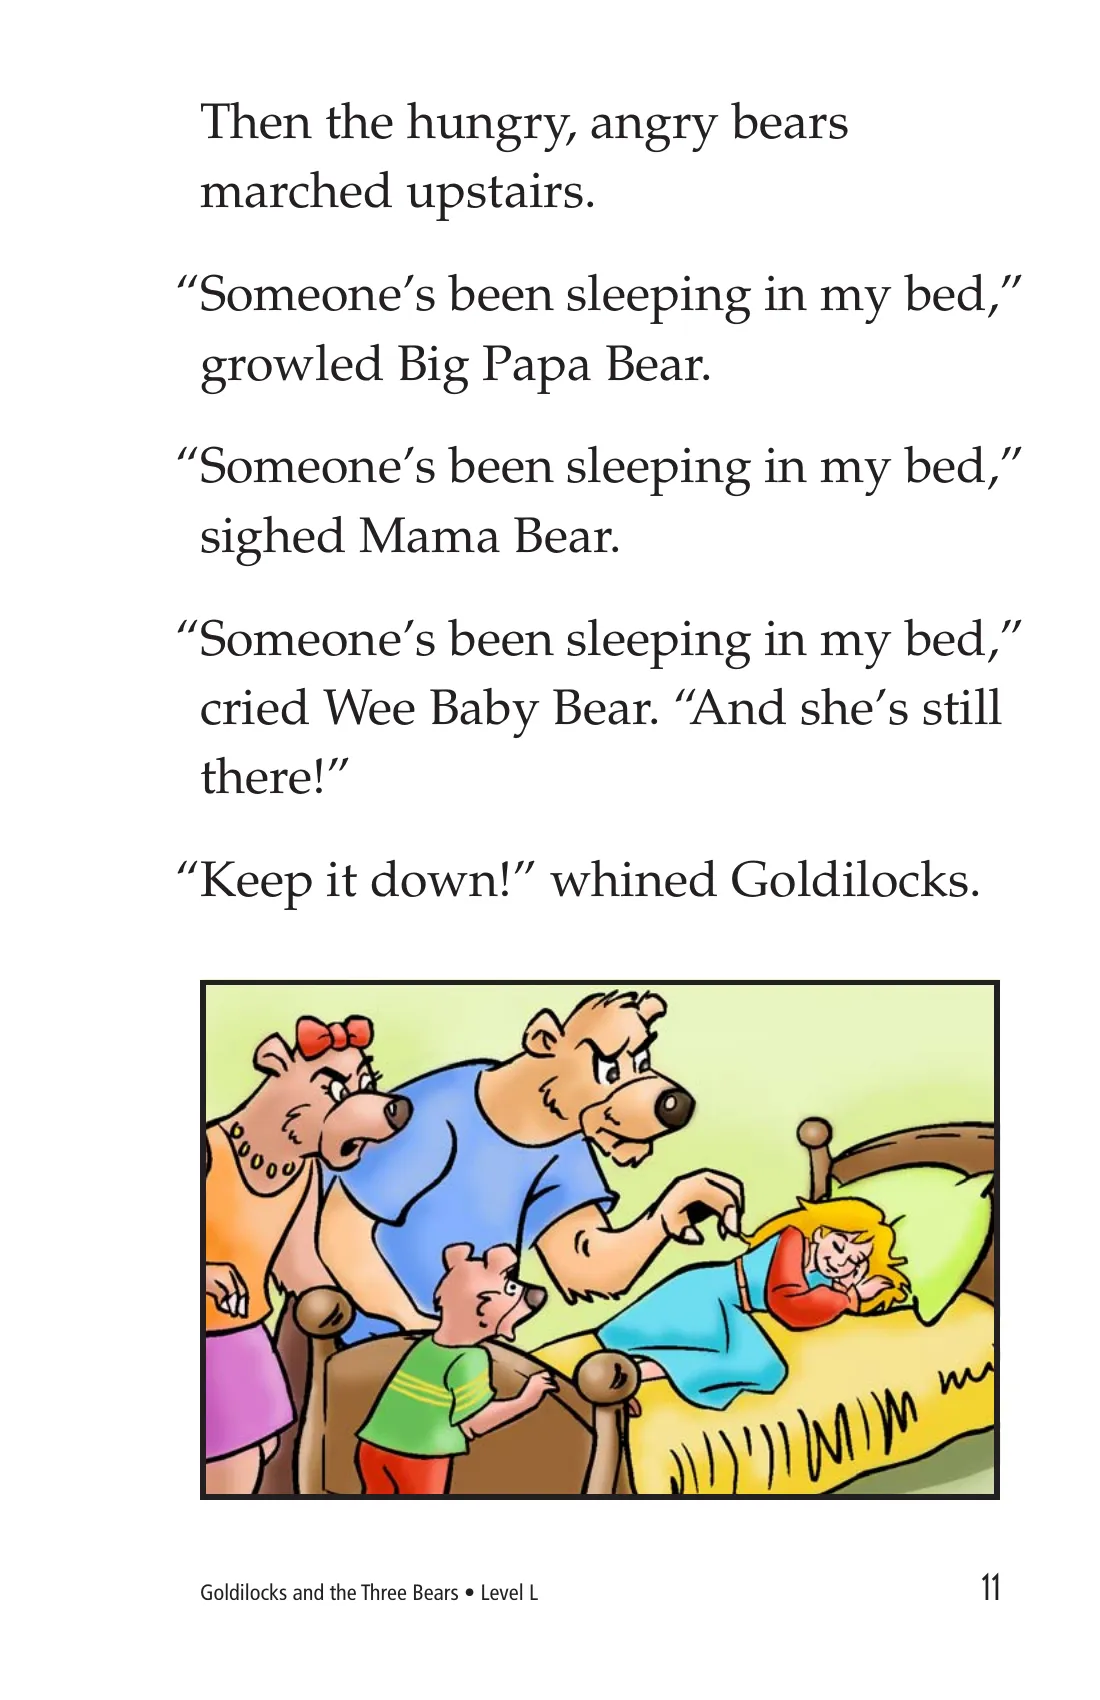 Then the hungry, angry bears
marched upstairs.
“Someone’s been sleeping in my bed,”
growled Big Papa Bear.
“Someone’s been sleeping in my bed,”
sighed Mama Bear.
“Someone’s been sleeping in my bed,”
cried Wee Baby Bear. “And she’s still
there!”
“Keep it down!” whined Goldilocks.
Goldilocks and the Three Bears • Level L
11